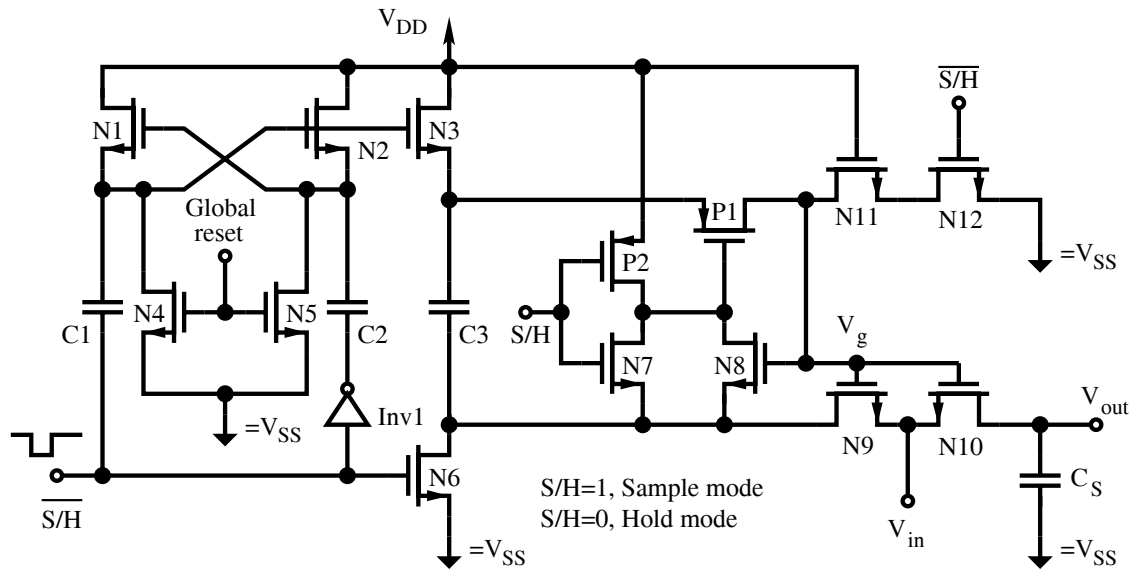 V_DD
S/H
N1
N2
N3
P1
N11
N12
Global
reset
P2
=V_SS
N4
N5
C1
C2
C3
S/H
N7
N8
V_g
=V_SS
Inv1
V_out
N9
N10
N6
S/H
S/H=1, Sample mode
S/H=0, Hold mode
V_in
C_S
=V_SS
=V_SS